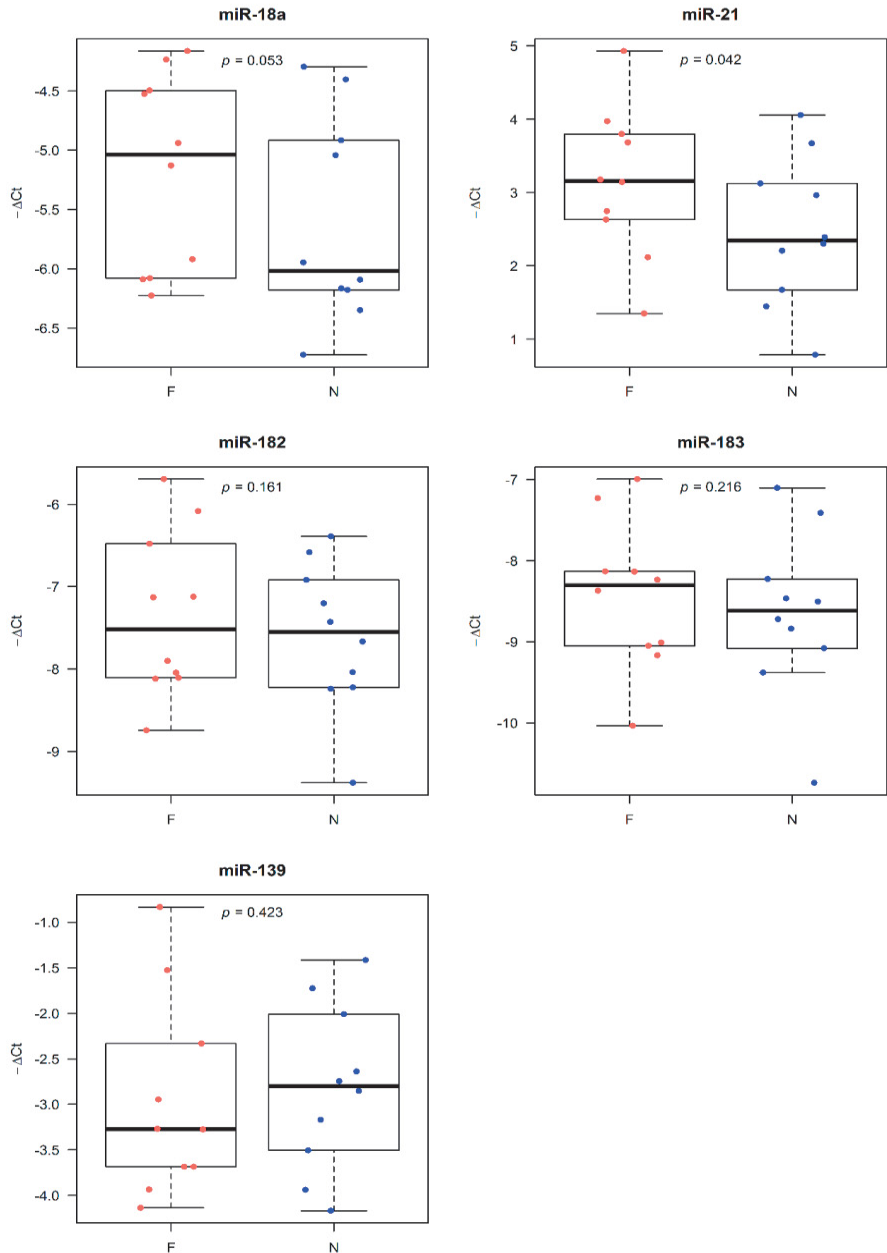 miR-18a
p = 0.053
-4.5
-5.0
-5.5
-6.0
-6.5
-ΔCt
F
N
miR-21
p = 0.042
5
4
3
2
1
-ΔCt
F
N
miR-182
p = 0.161
-6
-7
-8
-9
-ΔCt
F
N
miR-183
p = 0.216
-7
-8
-9
-10
-ΔCt
F
N
miR-139
p = 0.423
-1.0
-1.5
-2.0
-2.5
-3.0
-3.5
-4.0
-ΔCt
F
N